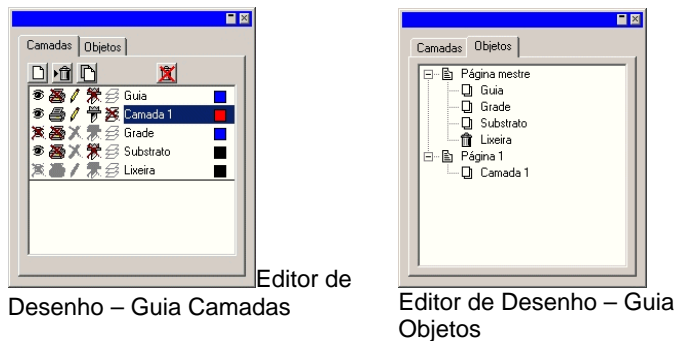 Camadas Objetos
Guia
Camada 1
Grade
Substrato
Lixeira
Editor de
Desenho – Guia Camadas
Camadas Objetos
Página mestre
Guia
Grade
Substrato
Lixeira
Página 1
Camada 1
Editor de Desenho – Guia
Objetos